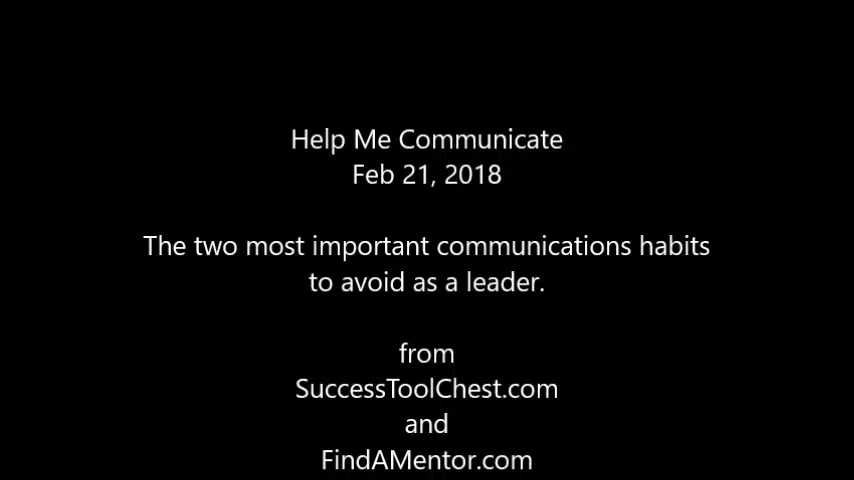 Help Me Communicate
Feb 21, 2018
The two most important communications habits
to avoid as a leader.
from
SuccessToolChest.com
and
FindAMentor.com